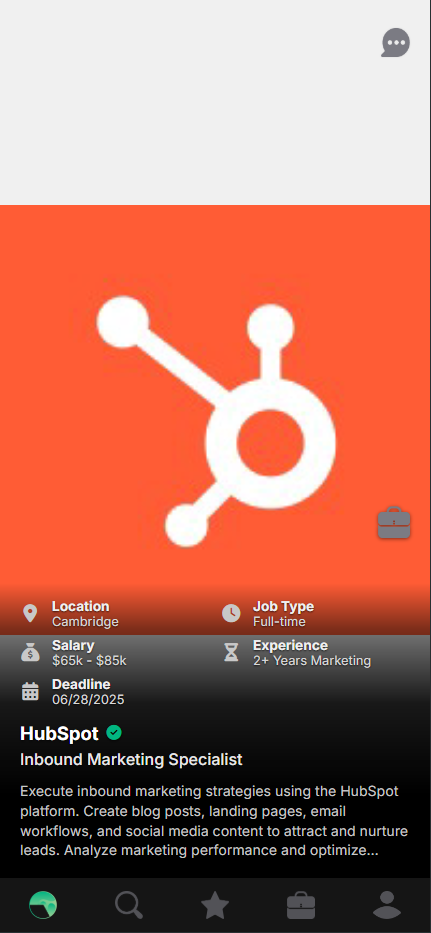 Location
Cambridge
Job Type
Full-time
Salary
$65k - $85k
Experience
2+ Years Marketing
Deadline
06/28/2025
HubSpot
Inbound Marketing Specialist
Execute inbound marketing strategies using the HubSpot
platform. Create blog posts, landing pages, email
workflows, and social media content to attract and nurture
leads. Analyze marketing performance and optimize...